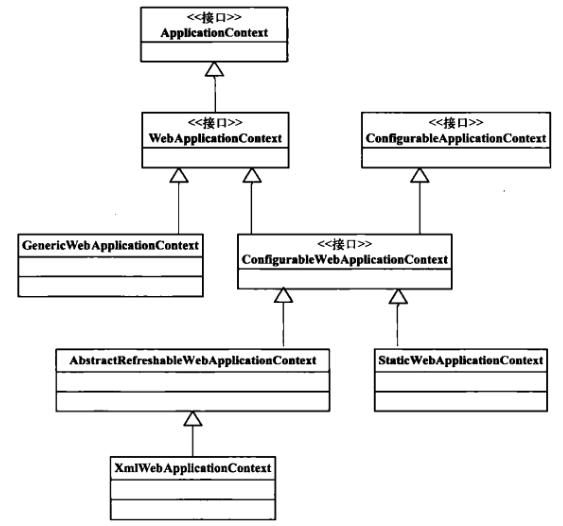 <<接口>>
ApplicationContext
<<接口>>
WebApplicationContext
<<接口>>
ConfigurableApplicationContext
GenericWebApplicationContext
<<接口>>
ConfigurableWebApplicationContext
AbstractRefreshableWebApplicationContext
StaticWebApplicationContext
XmlWebApplicationContext